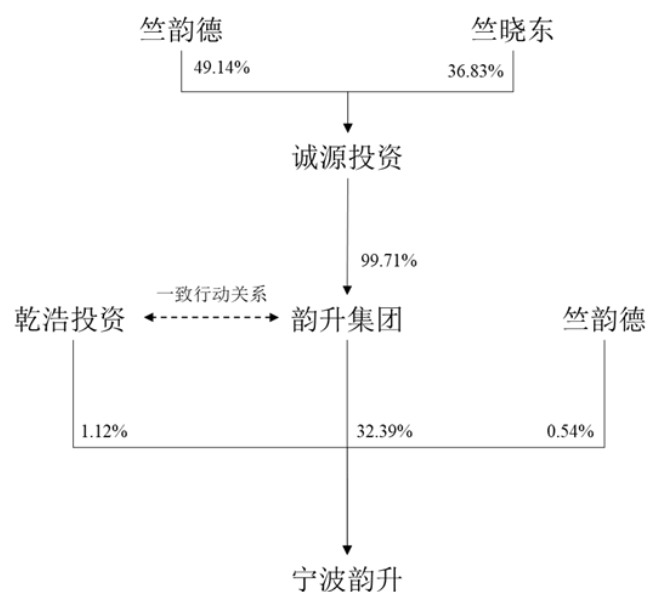 竺韵德 竺晓东
49.14% 36.83%
诚源投资
99.71%
一致行动关系
乾浩投资 韵升集团 竺韵德
1.12% 32.39% 0.54%
宁波韵升